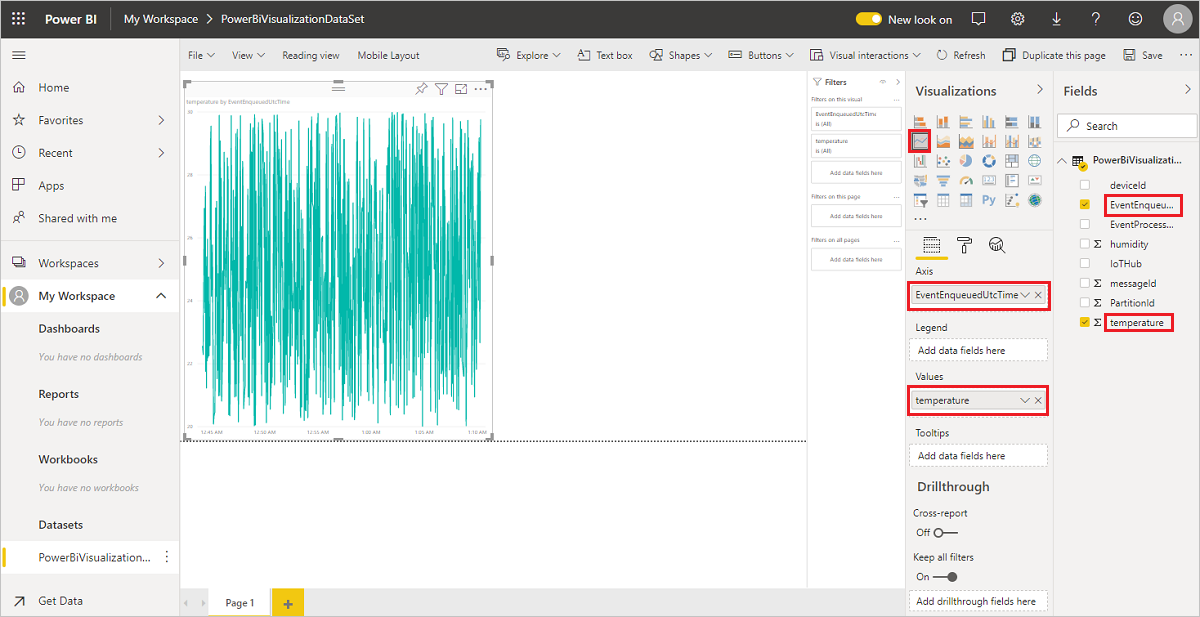 Power BI
My Workspace > PowerBiVisualizationDataSet
New look on
Home
Favorites
Recent
Apps
Shared with me
Workspaces
My Workspace
Dashboards
You have no dashboards
Reports
You have no reports
Workbooks
You have no workbooks
Datasets
PowerBiVisualization...
Get Data
File
View
Reading view
Mobile Layout
Explore
Text box
Shapes
Buttons
Visual interactions
Refresh
Duplicate this page
Save
temperature by EventEnqueuedUtcTime
30
28
26
24
22
20
12:45 AM
12:50 AM
12:55 AM
1:00 AM
1:05 AM
1:10 AM
Page 1
Filters
Filters on this visual
EventEnqueuedUtcTime
is (All)
temperature
is (All)
Add data fields here
Filters on this page
Add data fields here
Filters on all pages
Add data fields here
Visualizations
Py
Axis
EventEnqueuedUtcTime
Legend
Add data fields here
Values
temperature
Tooltips
Add data fields here
Drillthrough
Cross-report
Off
Keep all filters
On
Add drillthrough fields here
Fields
Search
PowerBiVisualizati...
deviceId
EventEnqueu...
EventProcess...
Σ humidity
IoTHub
Σ messageId
Σ PartitionId
Σ temperature